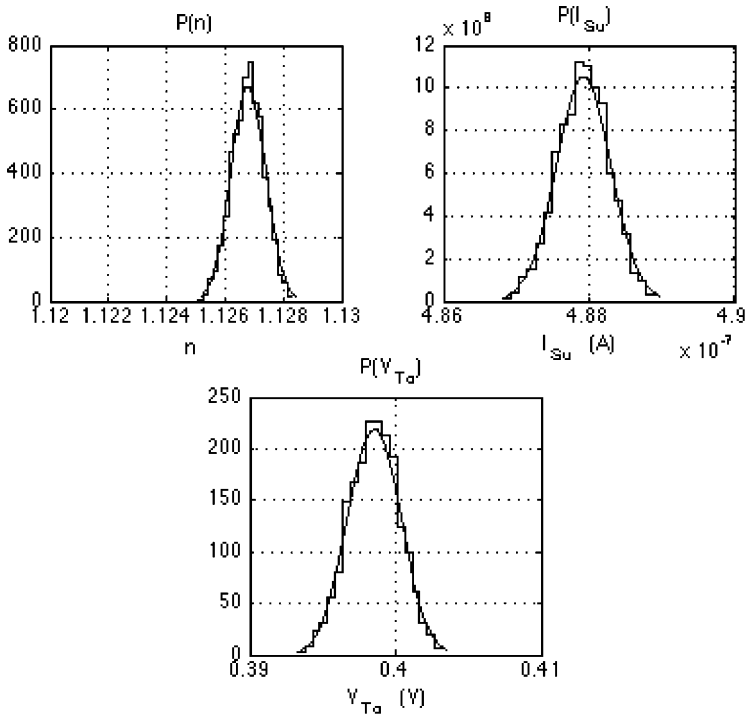 P(n)
800
600
400
200
0
1.12 1.122 1.124 1.126 1.128 1.13
n
x 10^8
P(I_Su)
12
10
8
6
4
2
0
4.86 4.88 4.9
I_Su (A) x 10^-7
P(V_Ta)
250
200
150
100
50
0
0.39 0.4 0.41
V_Ta (V)